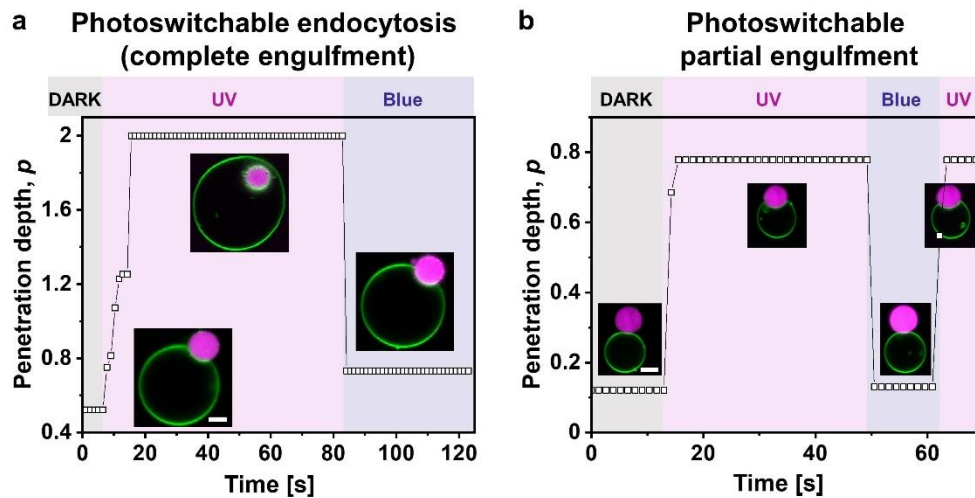 a
Photoswitchable endocytosis
(complete engulfment)
DARK UV Blue
Penetration depth, p
2
1.6
1.2
0.8
0.4
0 20 40 60 80 100 120
Time [s]
b
Photoswitchable
partial engulfment
DARK UV Blue UV
Penetration depth, p
0.8
0.6
0.4
0.2
0
0 20 40 60
Time [s]